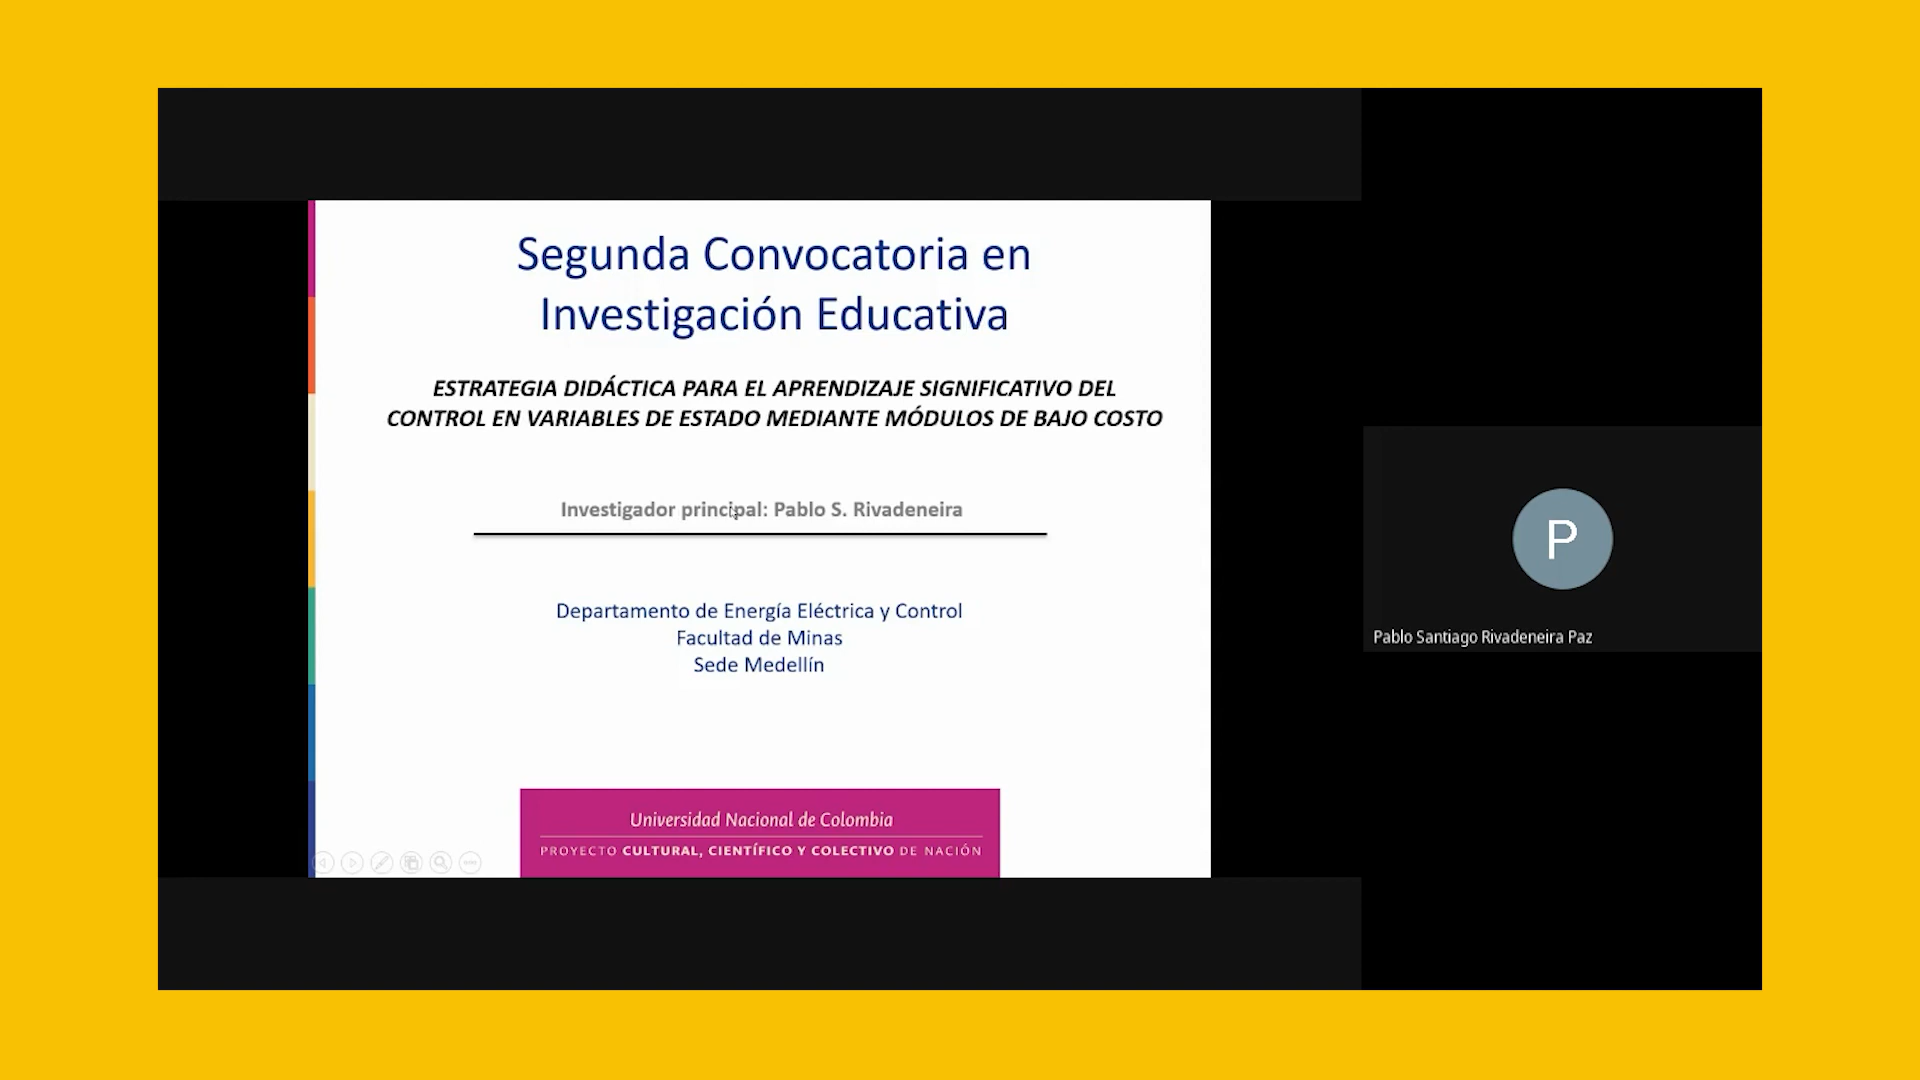 Segunda Convocatoria en
Investigación Educativa
ESTRATEGIA DIDÁCTICA PARA EL APRENDIZAJE SIGNIFICATIVO DEL
CONTROL EN VARIABLES DE ESTADO MEDIANTE MÓDULOS DE BAJO COSTO
Investigador principal: Pablo S. Rivadeneira
Departamento de Energía Eléctrica y Control
Facultad de Minas
Sede Medellín
Universidad Nacional de Colombia
PROYECTO CULTURAL, CIENTÍFICO Y COLECTIVO DE NACIÓN
P
Pablo Santiago Rivadeneira Paz